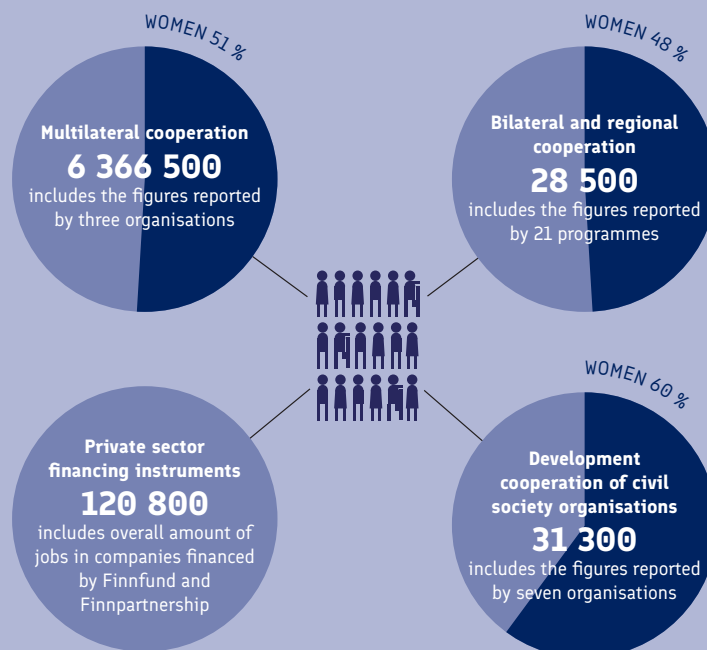 WOMEN 51 %
Multilateral cooperation
6 366 500
includes the figures reported
by three organisations
WOMEN 48 %
Bilateral and regional
cooperation
28 500
includes the figures reported
by 21 programmes
Private sector
financing instruments
120 800
includes overall amount of
jobs in companies financed
by Finnfund and
Finnpartnership
WOMEN 60 %
Development
cooperation of civil
society organisations
31 300
includes the figures reported
by seven organisations